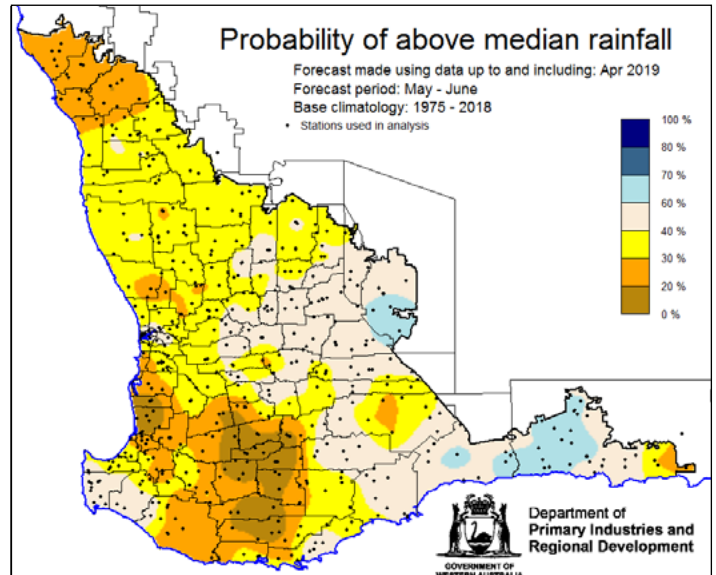 Probability of above median rainfall
Forecast made using data up to and including: Apr 2019
Forecast period: May - June
Base climatology: 1975 - 2018
• Stations used in analysis
100 %
80 %
70 %
60 %
40 %
30 %
20 %
0 %
Department of
Primary Industries and
Regional Development
GOVERNMENT OF
WESTERN AUSTRALIA